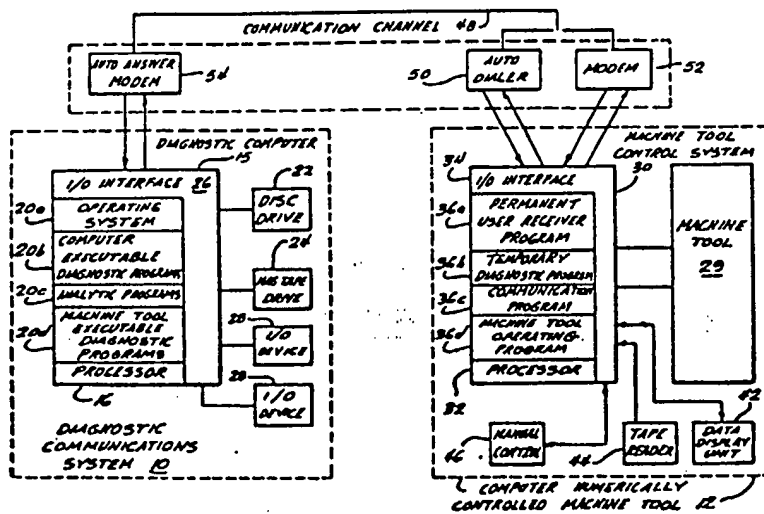 COMMUNICATION CHANNEL 48
AUTO ANSWER
MODEM
54
50
AUTO
DIALER
MODEM
52
DIAGNOSTIC COMPUTER
15
I/O INTERFACE 26
20a
OPERATING
SYSTEM
20b
COMPUTER
EXECUTABLE
DIAGNOSTIC PROGRAMS
20c
ANALYTIC PROGRAMS
20d
MACHINE TOOL
EXECUTABLE
DIAGNOSTIC
PROGRAMS
PROCESSOR
16
22
DISC
DRIVE
24
MAG TAPE
DRIVE
28
I/O
DEVICE
28
I/O
DEVICE
DIAGNOSTIC
COMMUNICATIONS
SYSTEM 10
MACHINE TOOL
CONTROL SYSTEM
34
30
I/O INTERFACE
36a
PERMANENT
USER RECEIVER
PROGRAM
36b
TEMPORARY
DIAGNOSTIC PROGRAM
36c
COMMUNICATION
PROGRAM
36d
MACHINE TOOL
OPERATING
PROGRAM
PROCESSOR
32
MACHINE
TOOL
29
MANUAL
46
TAPE
READER
44
DATA
DISPLAY
UNIT
42
COMPUTER NUMERICALLY
CONTROLLED MACHINE TOOL 12